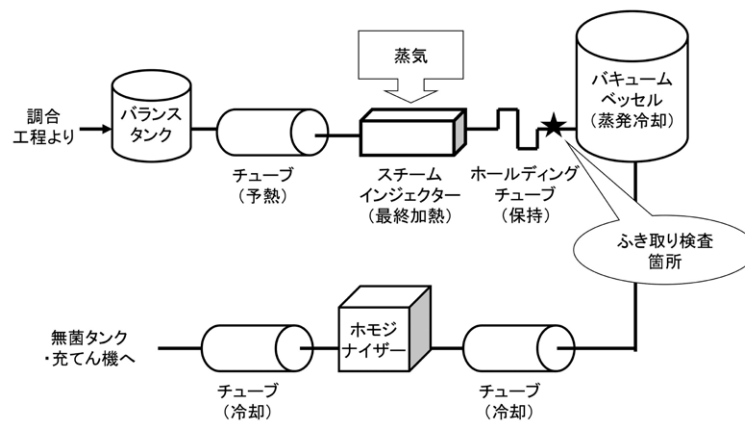 蒸気
調合
工程より
バランス
タンク
チューブ
(予熱)
スチーム
インジェクター
(最終加熱)
ホールディング
チューブ
(保持)
バキューム
ベッセル
(蒸発冷却)
ふき取り検査
箇所
無菌タンク
・充てん機へ
チューブ
(冷却)
ホモジ
ナイザー
チューブ
(冷却)